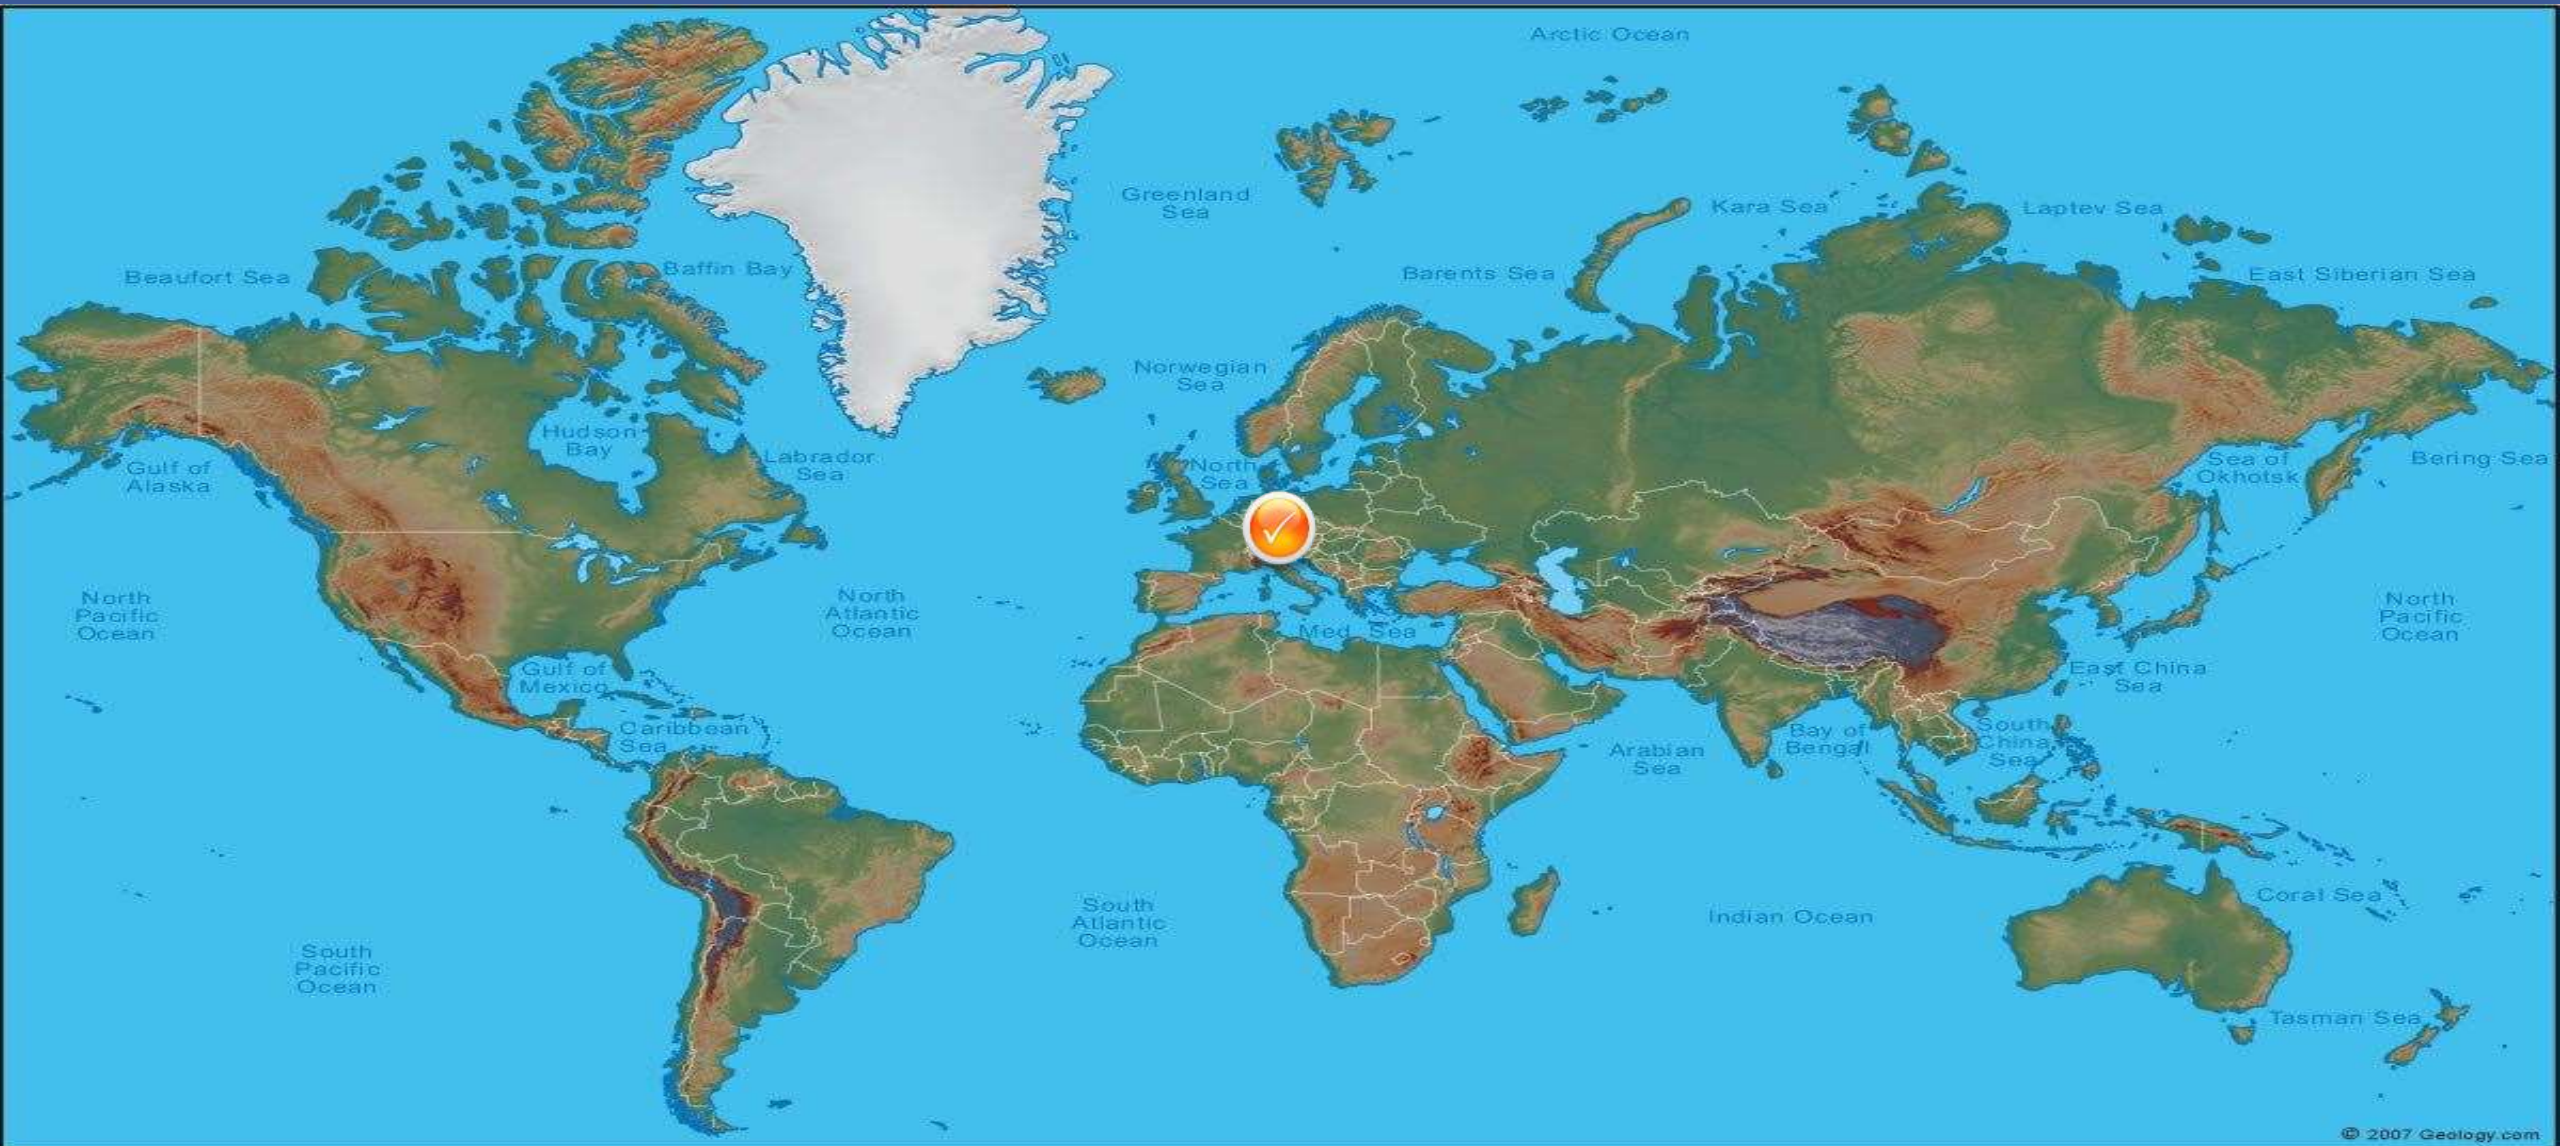 Arctic Ocean
Greenland
Sea
Kara Sea
Laptev Sea
Beaufort Sea
Baffin Bay
Barents Sea
East Siberian Sea
Norwegian
Sea
Hudson
Bay
Labrador
Sea
Gulf of
Alaska
North
Sea
Sea of
Okhotsk
Bering Sea
North
Pacific
Ocean
North
Atlantic
Ocean
Med. Sea
North
Pacific
Ocean
Gulf of
Mexico
East China
Sea
Caribbean
Sea
Arabian
Sea
Bay of
Bengal
South
China
Sea
South
Atlantic
Ocean
Indian Ocean
Coral Sea
South
Pacific
Ocean
Tasman Sea
© 2007 Geology.com